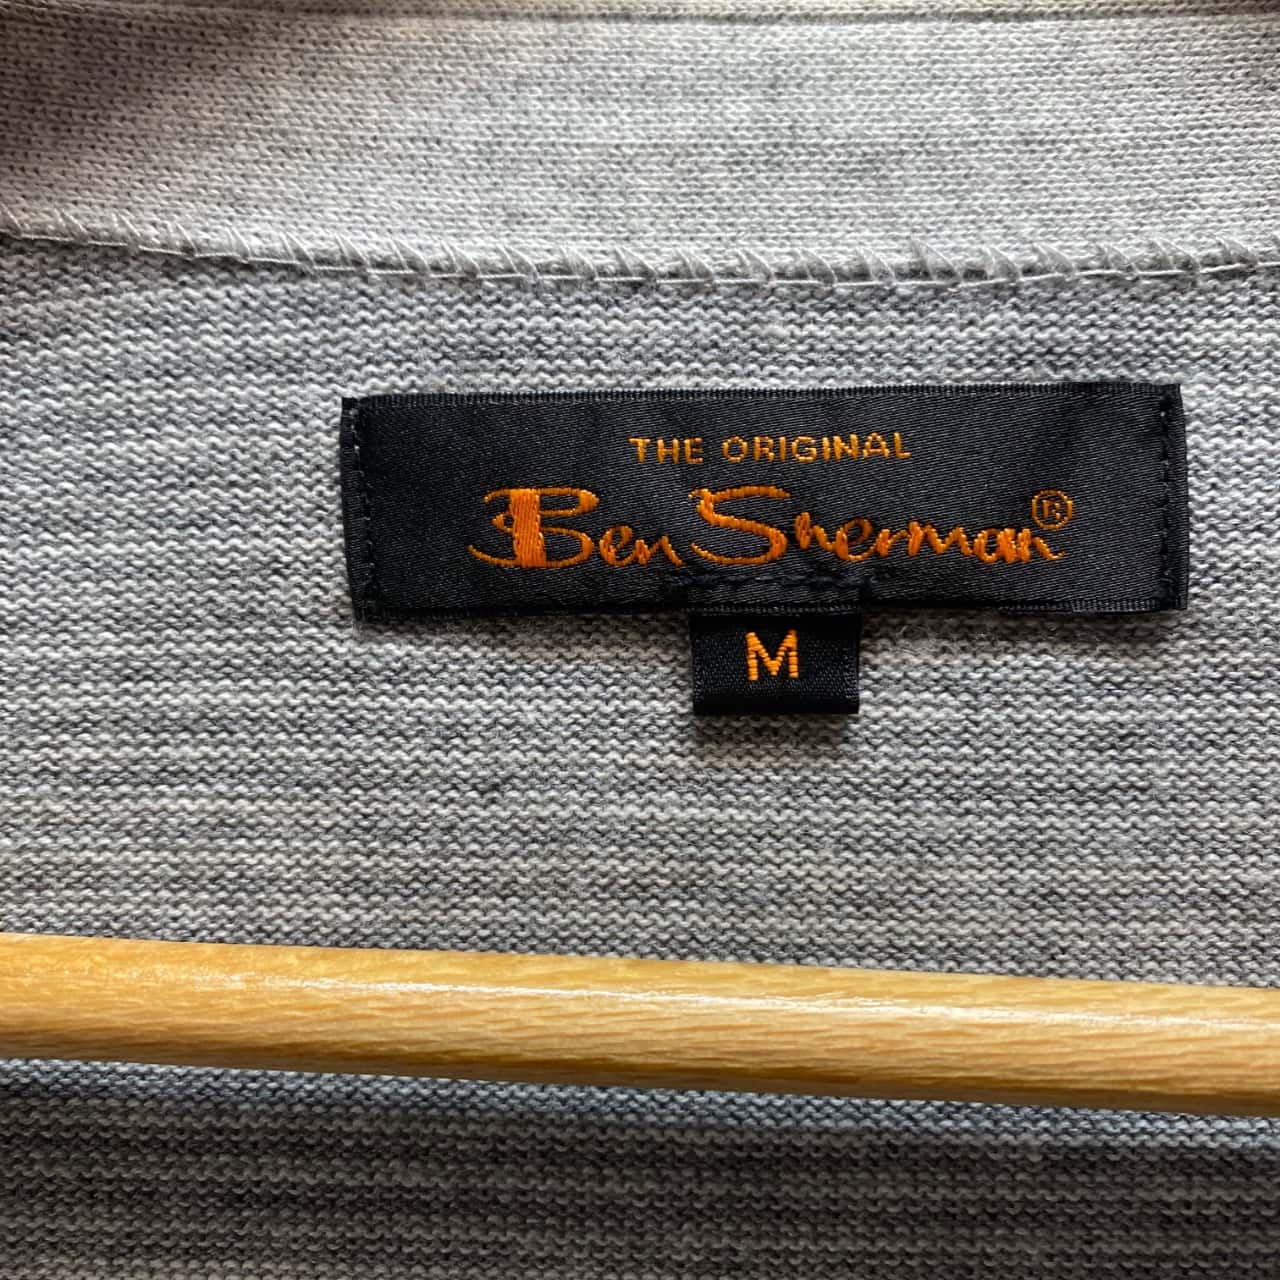 THE ORIGINAL
Ben Sherman®
M